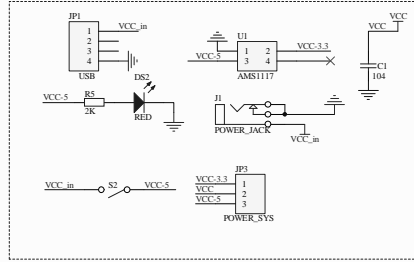 JP1
1
2
3
4
VCC_in
USB
U1
1
2
3
4
VCC-5
VCC-3.3
AMS1117
VCC
VCC
C1
104
VCC-5
R5
2K
DS2
RED
J1
POWER_JACK
VCC_in
VCC_in
S2
VCC-5
JP3
VCC-3.3
VCC
VCC-5
1
2
3
POWER_SYS